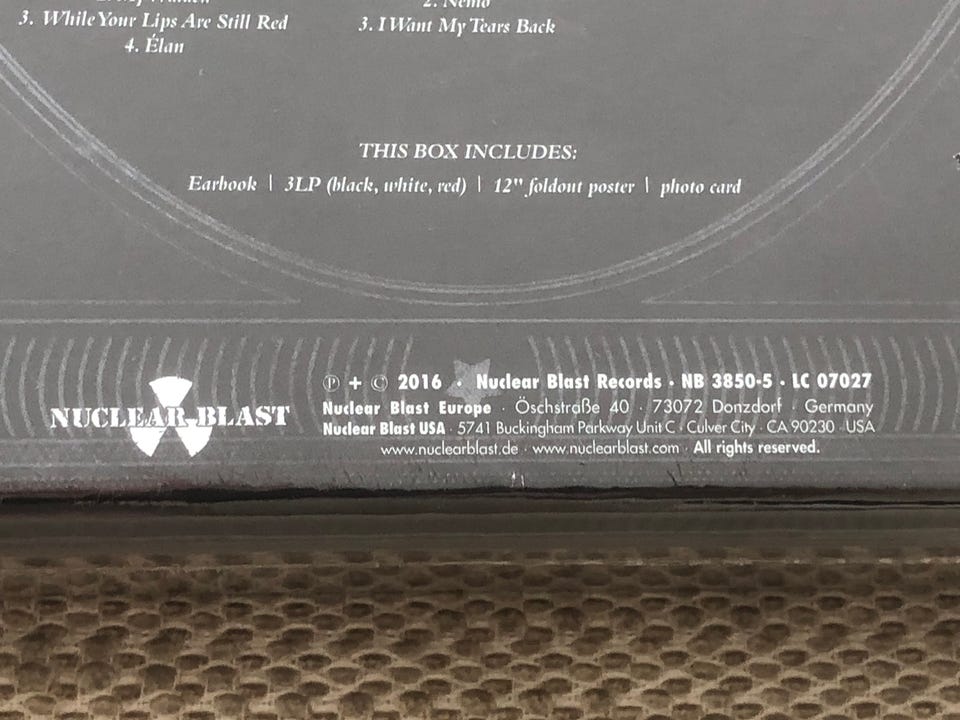 2. Nemo
3. While Your Lips Are Still Red
3. I Want My Tears Back
4. Élan
THIS BOX INCLUDES:
Earbook | 3LP (black, white, red) | 12" foldout poster | photo card
NUCLEAR BLAST
℗ + © 2016 · Nuclear Blast Records · NB 3850-5 · LC 07027
Nuclear Blast Europe · Öschstraße 40 · 73072 Donzdorf · Germany
Nuclear Blast USA · 5741 Buckingham Parkway Unit C · Culver City · CA 90230 · USA
www.nuclearblast.de · www.nuclearblast.com · All rights reserved.